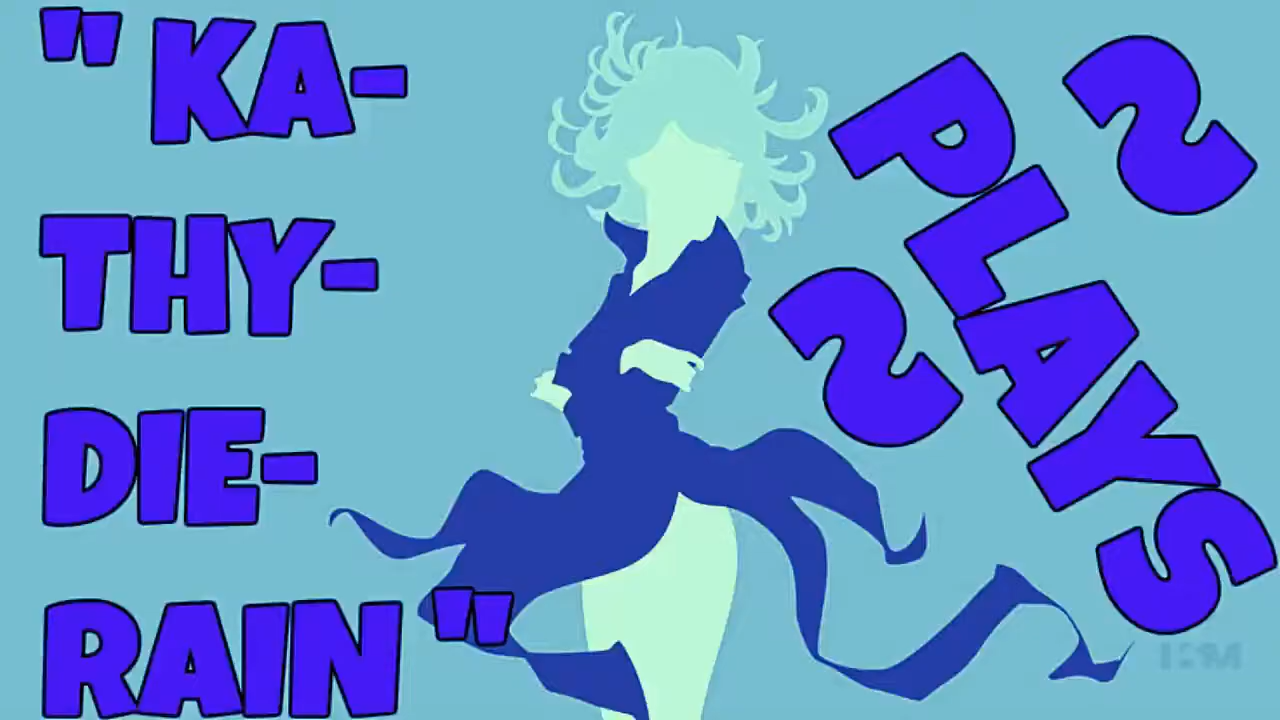 " KA-
THY-
DIE-
RAIN "
S
PLAYS
S